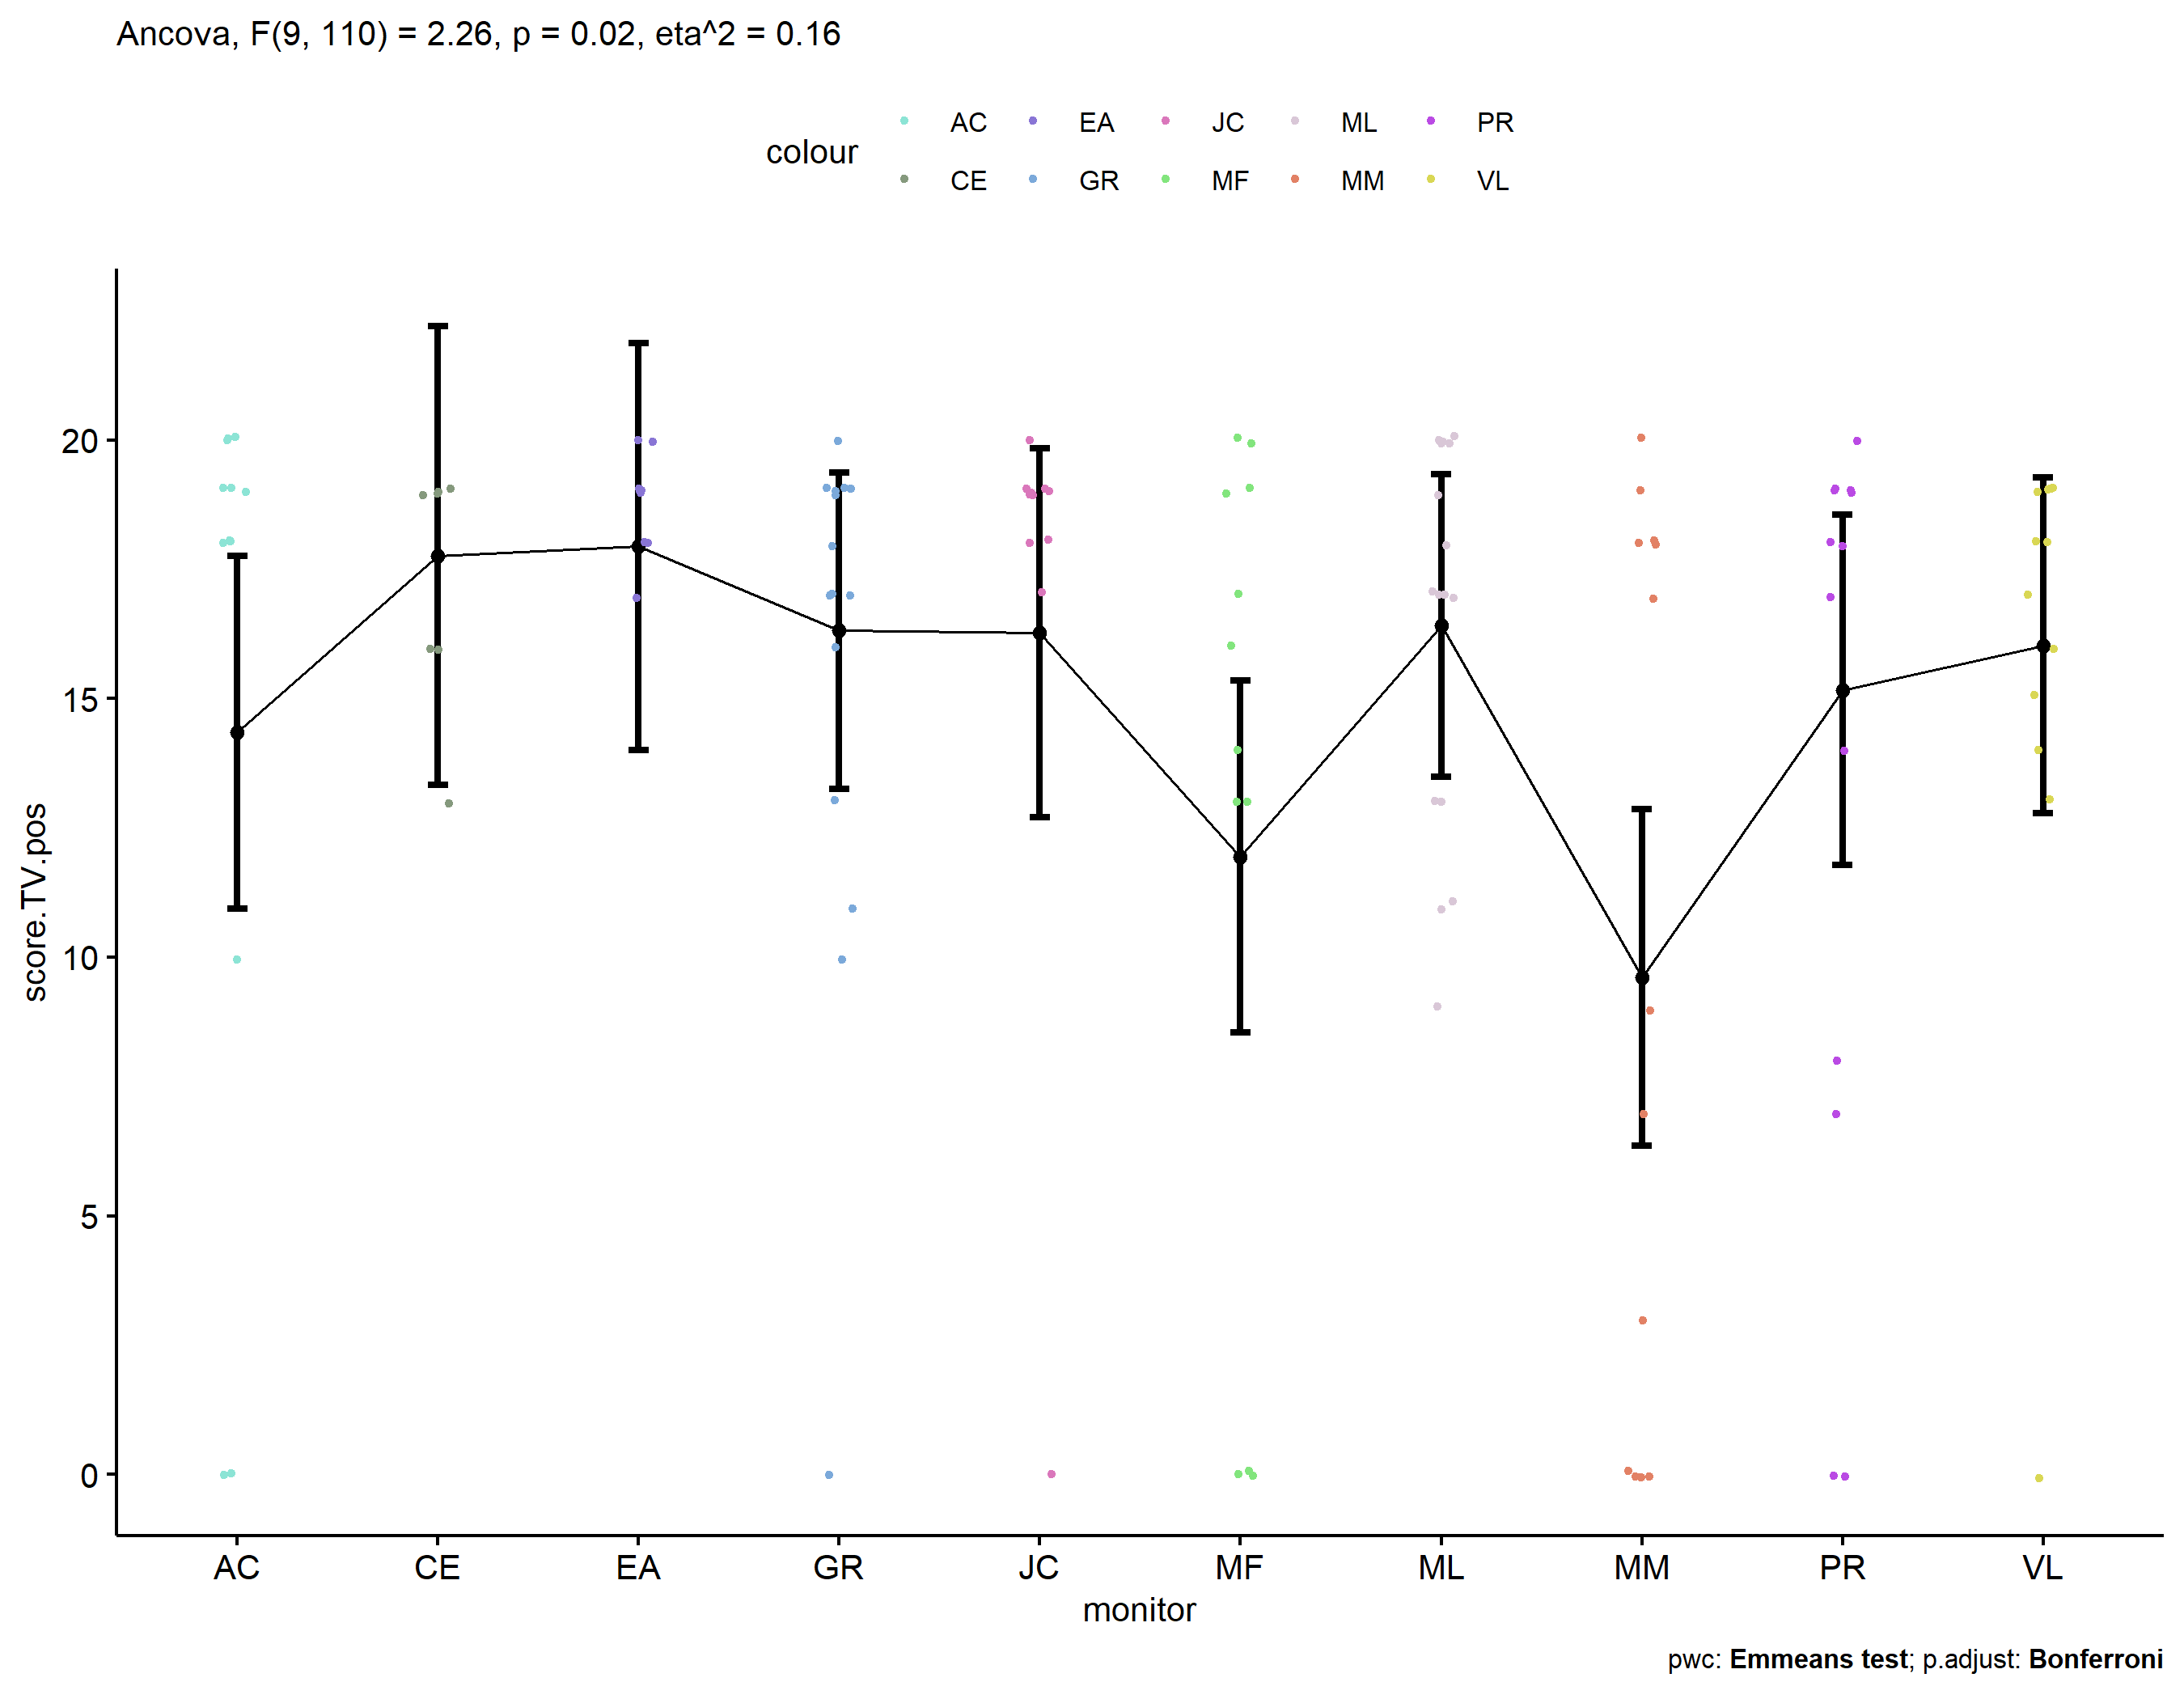 Ancova, F(9, 110) = 2.26, p = 0.02, eta^2 = 0.16
colour
AC EA JC ML PR
CE GR MF MM VL
score.TV.pos
20
15
10
5
0
AC CE EA GR JC MF ML MM PR VL
monitor
pwc: Emmeans test; p.adjust: Bonferroni